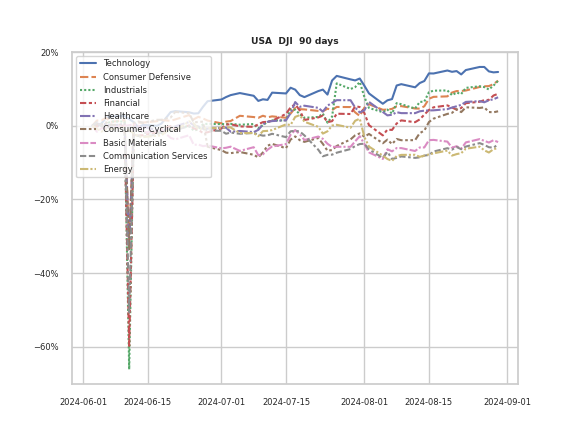 USA DJI 90 days
20%
0%
−20%
−40%
−60%
Technology
Consumer Defensive
Industrials
Financial
Healthcare
Consumer Cyclical
Basic Materials
Communication Services
Energy
2024-06-01
2024-06-15
2024-07-01
2024-07-15
2024-08-01
2024-08-15
2024-09-01